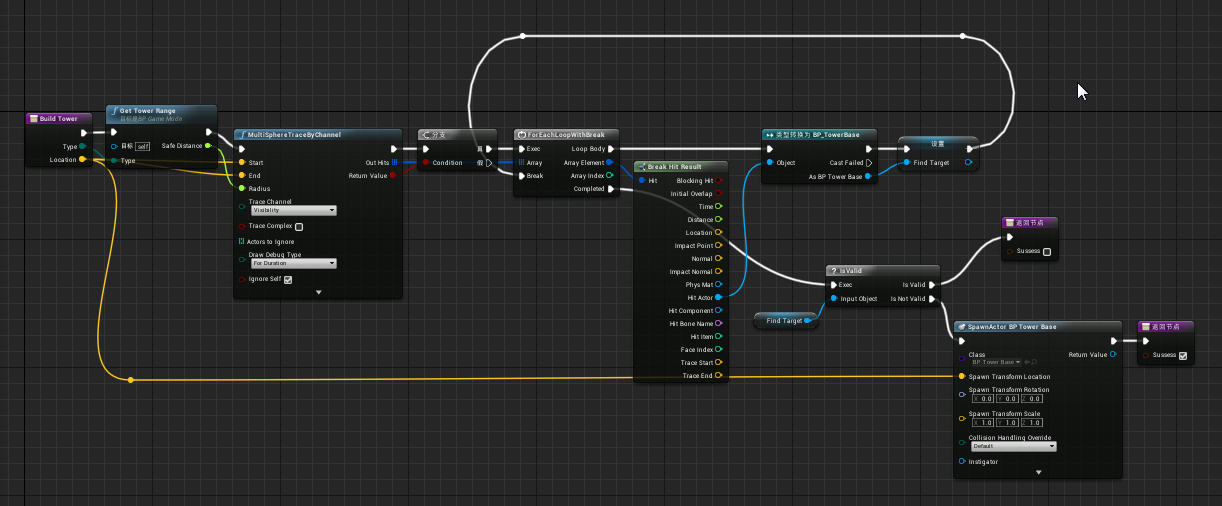 Build Tower
Type
Location
Get Tower Range
目标是BP Game Mode
目标 self
Safe Distance
Type
MultiSphereTraceByChannel
Start
Out Hits
End
Return Value
Radius
Trace Channel
Visibility
Trace Complex
Actors to Ignore
Draw Debug Type
For Duration
Ignore Self
分支
真
Condition
假
ForEachLoopWithBreak
Exec
Loop Body
Array
Array Element
Break
Array Index
Completed
Break Hit Result
Hit
Blocking Hit
Initial Overlap
Time
Distance
Location
Impact Point
Normal
Impact Normal
Phys Mat
Hit Actor
Hit Component
Hit Bone Name
Hit Item
Face Index
Trace Start
Trace End
类型转换为 BP_TowerBase
Object
Cast Failed
As BP Tower Base
设置
Find Target
Find Target
IsValid
Exec
Is Valid
Input Object
Is Not Valid
返回节点
Sussess
SpawnActor BP Tower Base
Class
BP Tower Base
Return Value
Spawn Transform Location
Spawn Transform Rotation
X 0.0 Y 0.0 Z 0.0
Spawn Transform Scale
X 1.0 Y 1.0 Z 1.0
Collision Handling Override
Default
Instigator
返回节点
Sussess